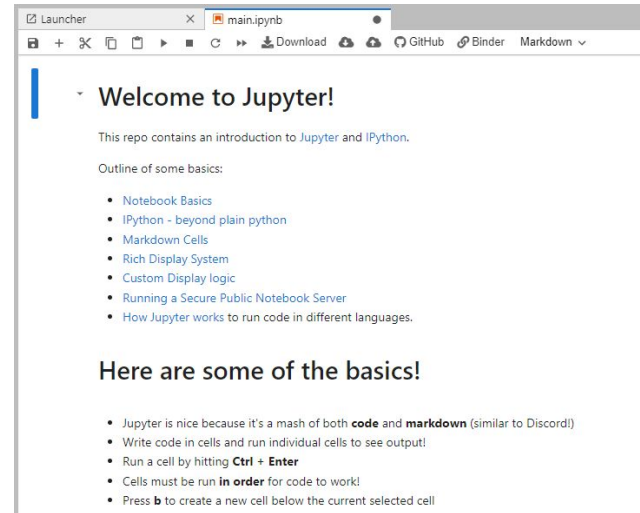 Launcher
main.ipynb
Download GitHub Binder Markdown
Welcome to Jupyter!
This repo contains an introduction to Jupyter and IPython.
Outline of some basics:
Notebook Basics
IPython - beyond plain python
Markdown Cells
Rich Display System
Custom Display logic
Running a Secure Public Notebook Server
How Jupyter works to run code in different languages.
Here are some of the basics!
Jupyter is nice because it's a mash of both code and markdown (similar to Discord!)
Write code in cells and run individual cells to see output!
Run a cell by hitting Ctrl + Enter
Cells must be run in order for code to work!
Press b to create a new cell below the current selected cell